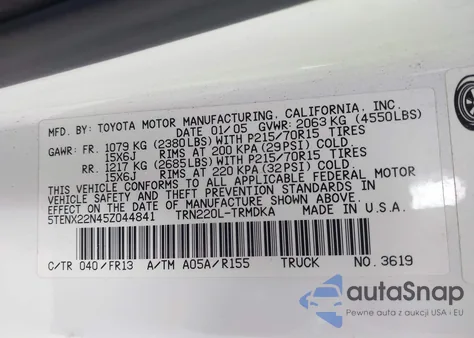 MFD. BY: TOYOTA MOTOR MANUFACTURING, CALIFORNIA, INC.
DATE 01/05 GVWR: 2063 KG (4550LBS)
GAWR: FR. 1079 KG (2380LBS) WITH P215/70R15 TIRES
15X6J RIMS AT 200 KPA (29PSI) COLD.
RR. 1217 KG (2685LBS) WITH P215/70R15 TIRES
15X6J RIMS AT 220 KPA (32PSI) COLD.
THIS VEHICLE CONFORMS TO ALL APPLICABLE FEDERAL MOTOR
VEHICLE SAFETY AND THEFT PREVENTION STANDARDS IN
EFFECT ON THE DATE OF MANUFACTURE SHOWN ABOVE.
5TENX22N45Z044841 TRN220L-TRMDKA MADE IN U.S.A.
C/TR 040/FR13 A/TM A05A/R155 TRUCK NO. 3619
autoSnap
Pewne auta z aukcji USA i EU